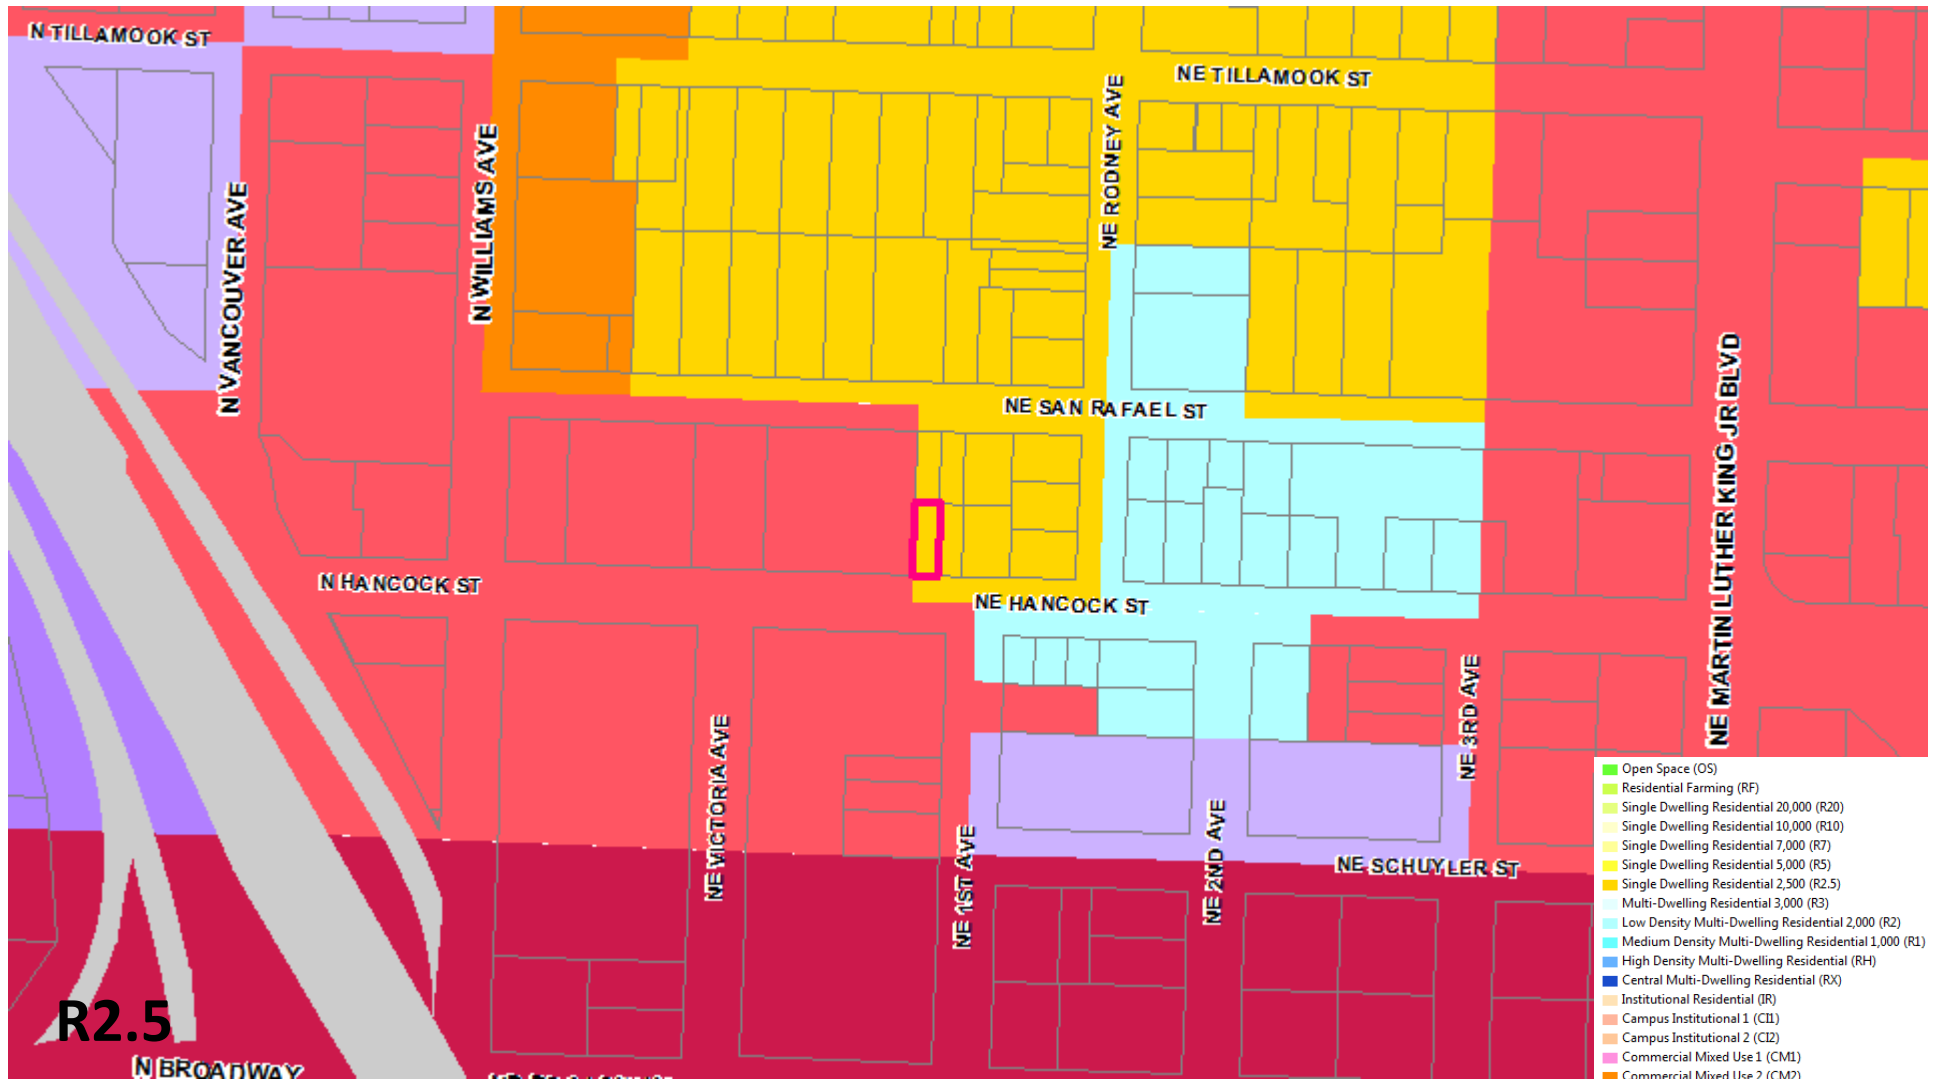 N TILLAMOOK ST
NE TILLAMOOK ST
NE RODNEY AVE
N WILLIAMS AVE
N VANCOUVER AVE
NE SAN RAFAEL ST
NE MARTIN LUTHER KING JR BLVD
N HANCOCK ST
NE HANCOCK ST
NE 3RD AVE
NE VICTORIA AVE
NE 1ST AVE
NE 2ND AVE
NE SCHUYLER ST
R2.5
N BROADWAY
Open Space (OS)
Residential Farming (RF)
Single Dwelling Residential 20,000 (R20)
Single Dwelling Residential 10,000 (R10)
Single Dwelling Residential 7,000 (R7)
Single Dwelling Residential 5,000 (R5)
Single Dwelling Residential 2,500 (R2.5)
Multi-Dwelling Residential 3,000 (R3)
Low Density Multi-Dwelling Residential 2,000 (R2)
Medium Density Multi-Dwelling Residential 1,000 (R1)
High Density Multi-Dwelling Residential (RH)
Central Multi-Dwelling Residential (RX)
Institutional Residential (IR)
Campus Institutional 1 (CI1)
Campus Institutional 2 (CI2)
Commercial Mixed Use 1 (CM1)
Commercial Mixed Use 2 (CM2)